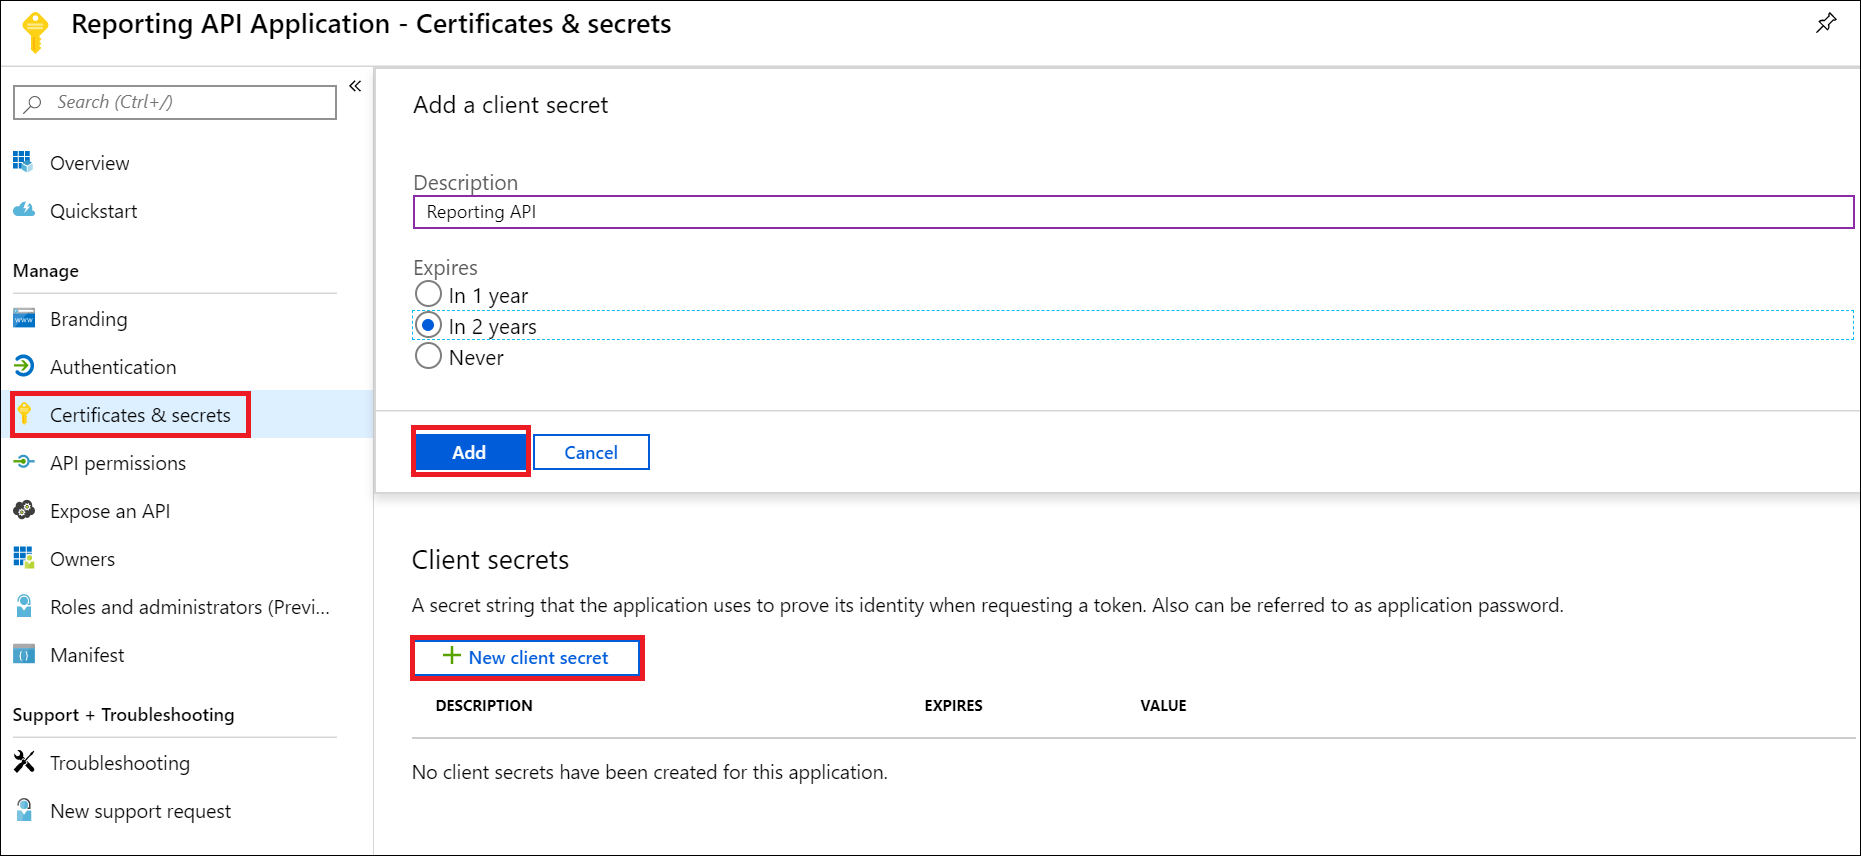 Reporting API Application - Certificates & secrets
Search (Ctrl+/)
Overview
Quickstart
Manage
Branding
Authentication
Certificates & secrets
API permissions
Expose an API
Owners
Roles and administrators (Previ...
Manifest
Support + Troubleshooting
Troubleshooting
New support request
Add a client secret
Description
Reporting API
Expires
In 1 year
In 2 years
Never
Add Cancel
Client secrets
A secret string that the application uses to prove its identity when requesting a token. Also can be referred to as application password.
+ New client secret
DESCRIPTION EXPIRES VALUE
No client secrets have been created for this application.